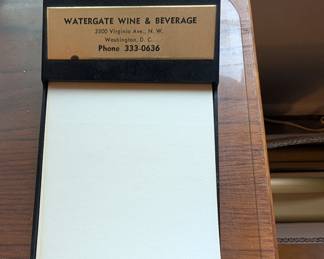 WATERGATE WINE & BEVERAGE
2500 Virginia Ave., N. W.
Washington, D. C.
Phone 333-0636